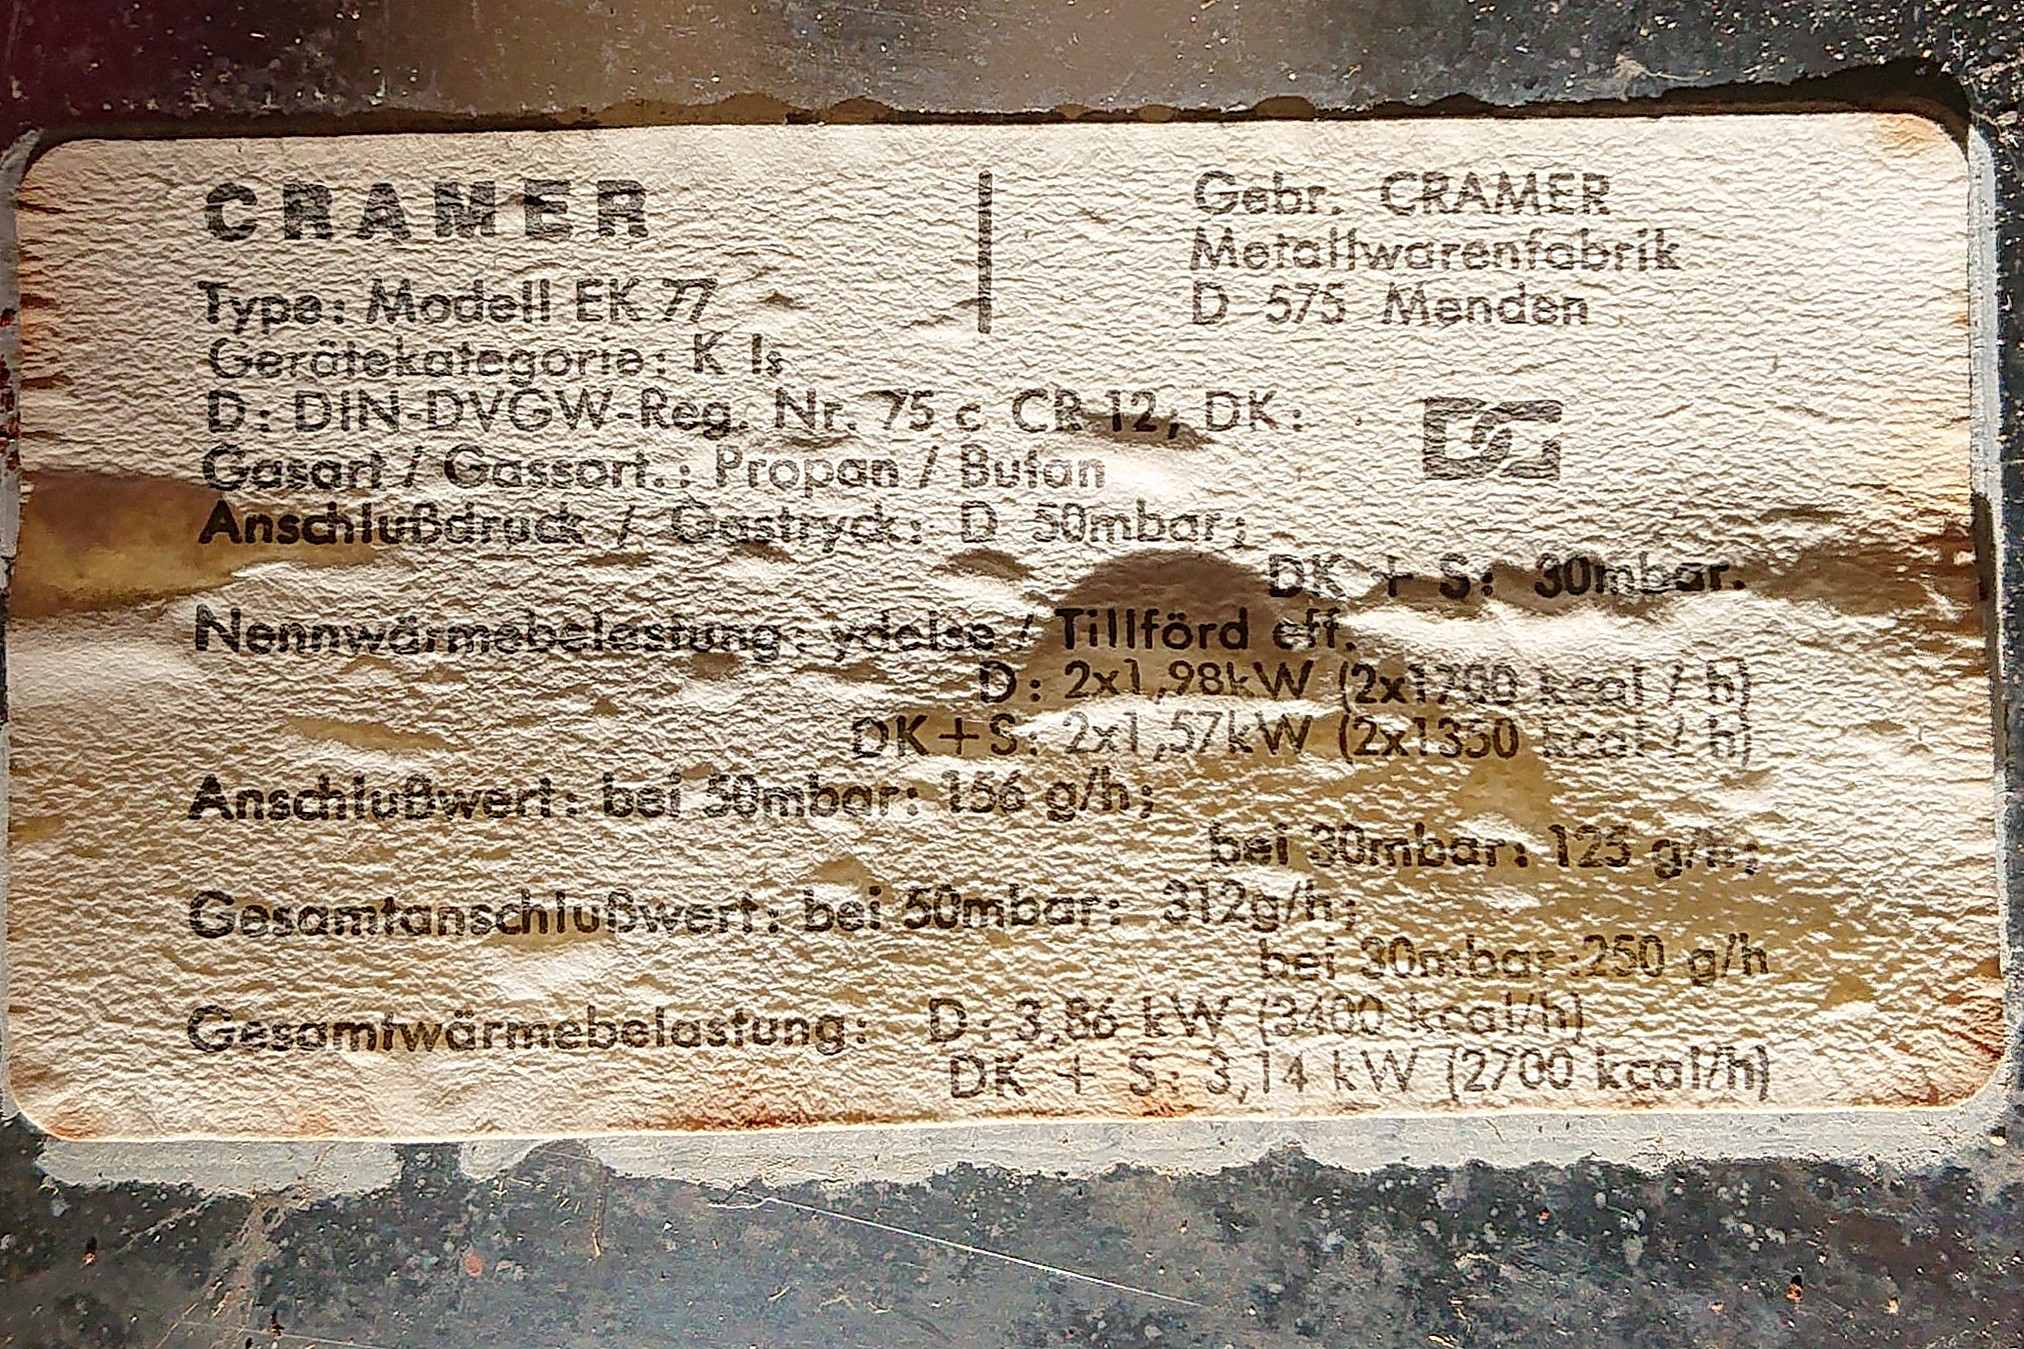 CRAMER
Type: Modell EK 77
Gerätekategorie: K Is
D: DIN-DVGW-Reg. Nr. 75 c CR 12; DK:
Gasart / Gassort.: Propan / Butan
Anschlußdruck / Gastryck: D 50mbar;
DK + S: 30mbar.
Nennwärmebelastung: ydelse / Tillförd eff.
D: 2x1,98kW (2x1700 kcal / h)
DK+S: 2x1,57kW (2x1350 kcal / h)
Anschlußwert: bei 50mbar: 156 g/h;
bei 30mbar: 125 g/h;
Gesamtanschlußwert: bei 50mbar: 312g/h;
bei 30mbar:250 g/h
Gesamtwärmebelastung: D: 3,86 kW (3400 kcal/h)
DK + S: 3,14 kW (2700 kcal/h)
Gebr. CRAMER
Metallwarenfabrik
D 575 Menden
DG